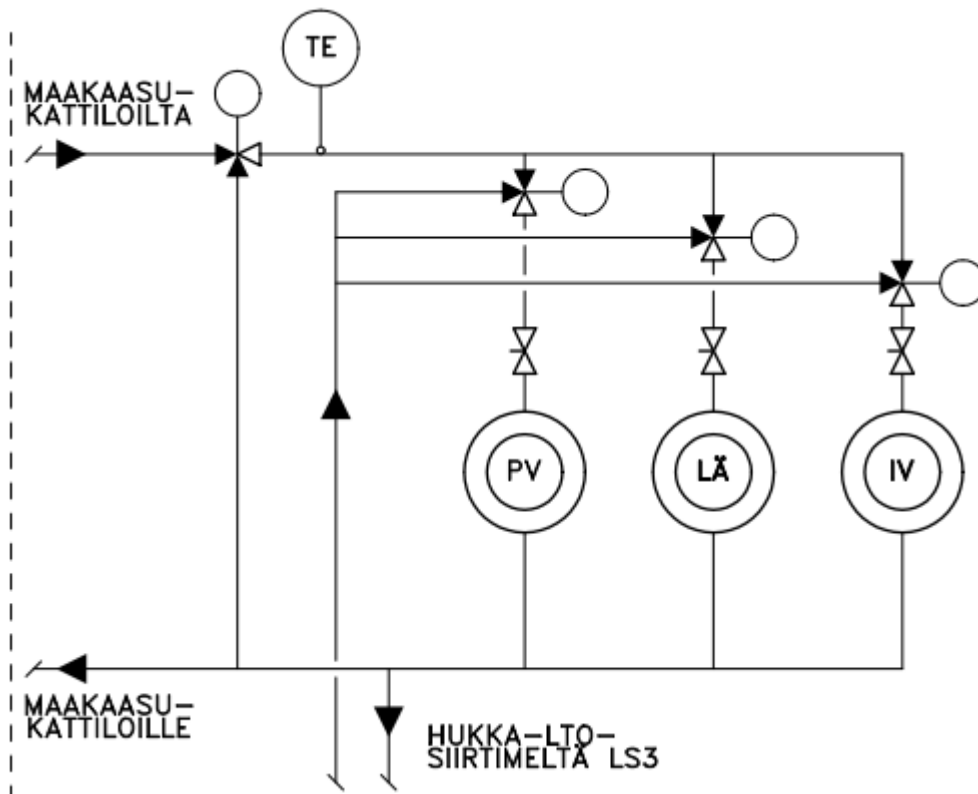 TE
MAAKAASU-
KATTILOILTA
PV
LÄ
IV
MAAKAASU-
KATTILOILLE
HUKKA-LTO-
SIIRTIMELTÄ LS3